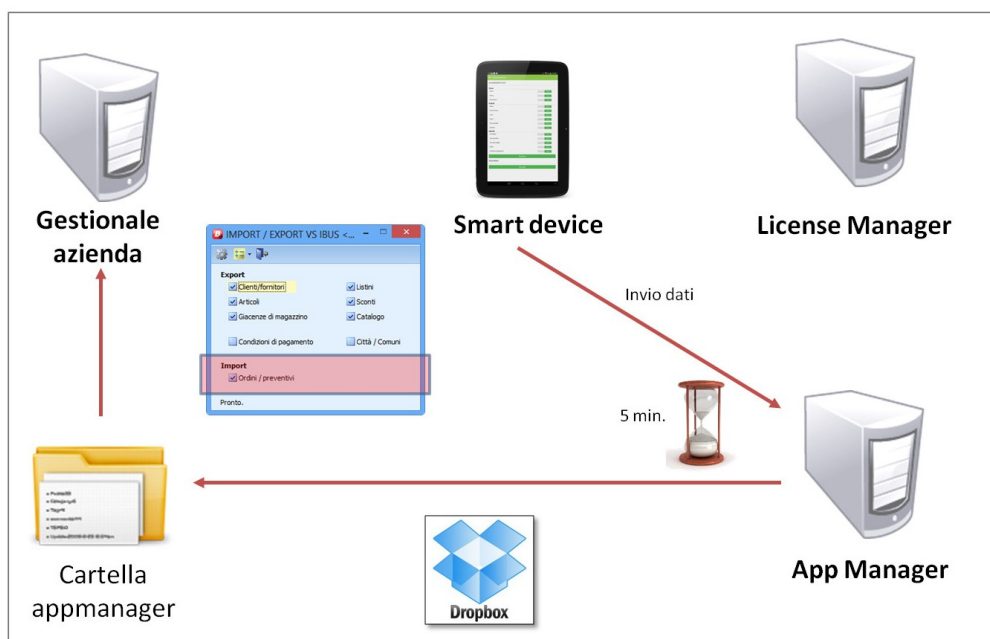 Gestionale
azienda
Smart device
License Manager
IMPORT / EXPORT VS IBUS <...
Export
Clienti/fornitori
Listini
Articoli
Sconti
Giacenze di magazzino
Catalogo
Condizioni di pagamento
Città / Comuni
Import
Ordini / preventivi
Pronto.
Invio dati
5 min.
Cartella
appmanager
Dropbox
App Manager